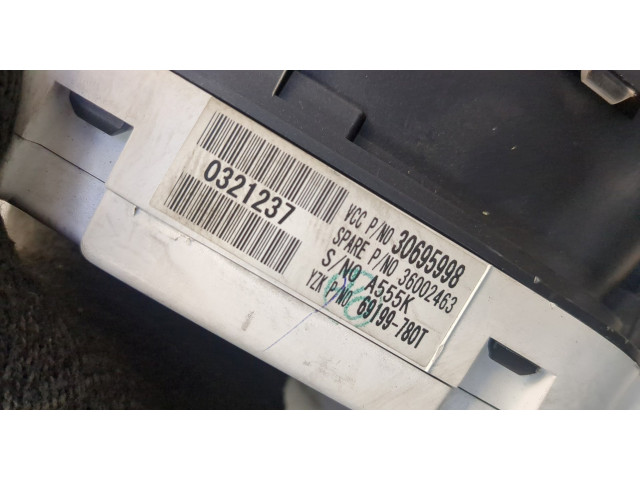 0321237
VCC P/NO 30695998
SPARE P/NO 36002463
S/NO A555K
YZK P/NO. 69199-780T